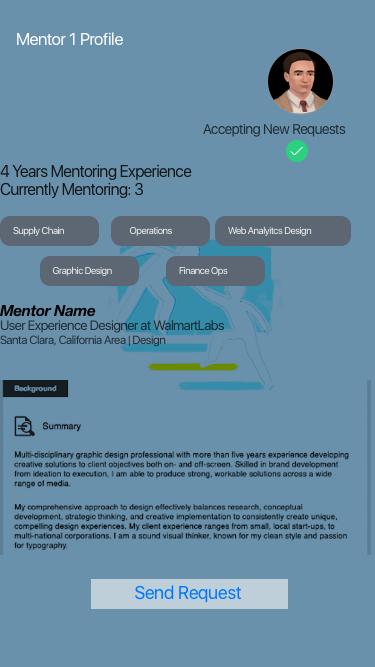 Mentor 1 Profile
Accepting New Requests
4 Years Mentoring Experience
Currently Mentoring: 3
Supply Chain
Operations
Web Analyitcs Design
Graphic Design
Finance Ops
Mentor Name
User Experience Designer at WalmartLabs
Santa Clara, California Area | Design
Background
Summary
Multi-disciplinary graphic design professional with more than five years experience developing
creative solutions to client objectives both on- and off-screen. Skilled in brand development
from ideation to execution, I am able to produce strong, workable solutions across a wide
range of media.
My comprehensive approach to design effectively balances research, conceptual
development, strategic thinking, and creative implementation to consistently create unique,
compelling design experiences. My client experience ranges from small, local start-ups, to
multi-national corporations. I am a sound visual thinker, known for my clean style and passion
for typography.
Send Request